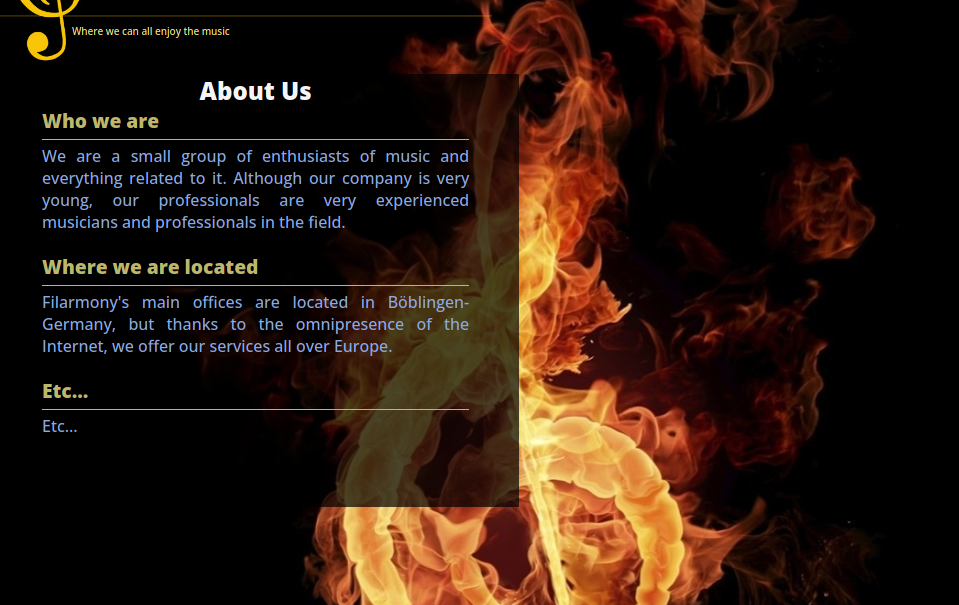 Where we can all enjoy the music
About Us
Who we are
We are a small group of enthusiasts of music and
everything related to it. Although our company is very
young, our professionals are very experienced
musicians and professionals in the field.
Where we are located
Filarmony's main offices are located in Böblingen-
Germany, but thanks to the omnipresence of the
Internet, we offer our services all over Europe.
Etc...
Etc...